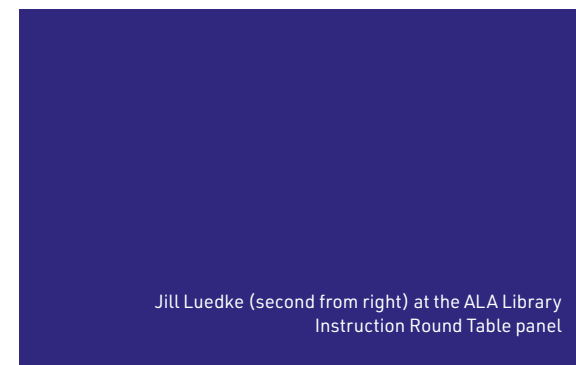 Jill Luedke (second from right) at the ALA Library
Instruction Round Table panel